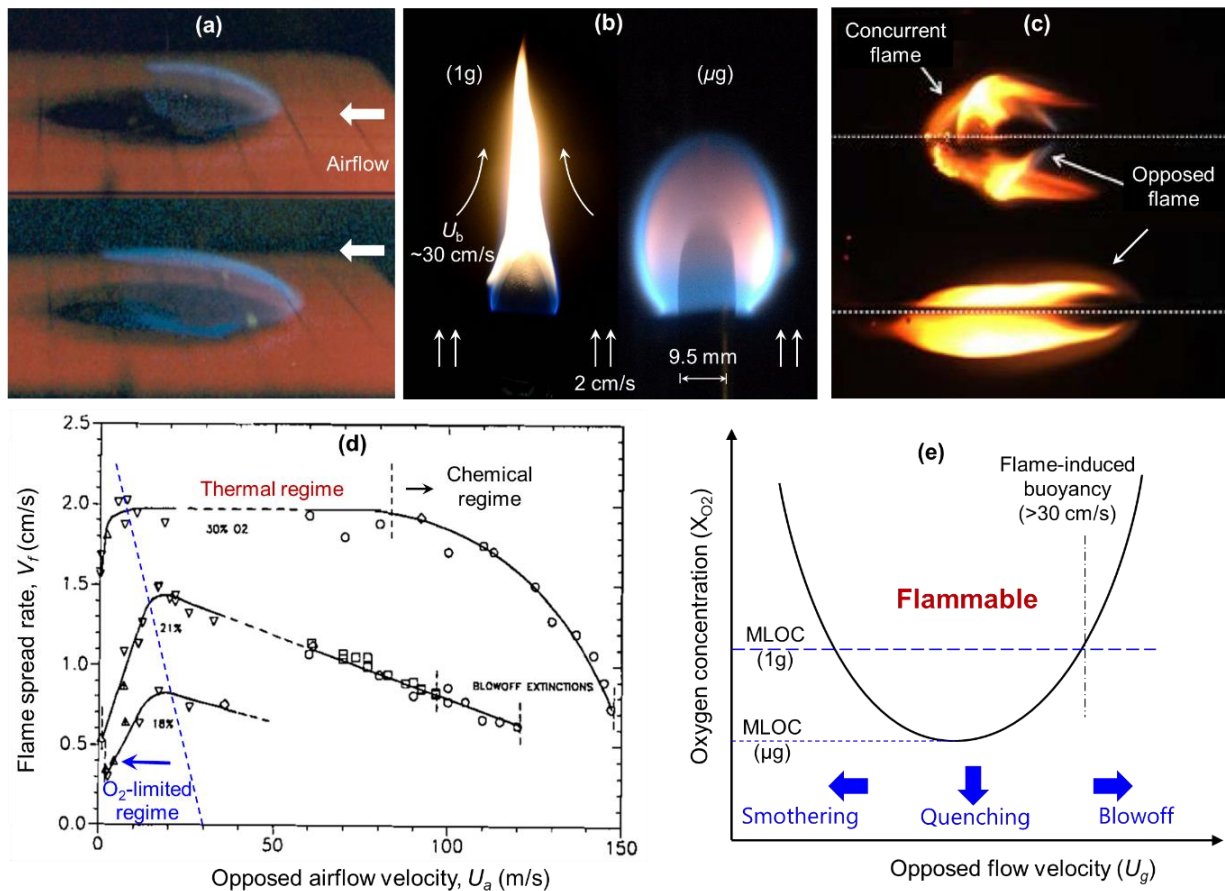 (a)
Airflow
(b)
(1g)
(μg)
U_b
~30 cm/s
9.5 mm
2 cm/s
(c)
Concurrent
flame
Opposed
flame
(d)
2.5
2.0
1.5
1.0
0.5
0.0
Flame spread rate, V_f (cm/s)
Thermal regime
Chemical
regime
30% O2
21%
18%
BLOWOFF EXTINCTIONS
O₂-limited
regime
0
50
100
150
Opposed airflow velocity, U_a (m/s)
(e)
Oxygen concentration (X_O2)
Flame-induced
buoyancy
(>30 cm/s)
Flammable
MLOC
(1g)
MLOC
(μg)
Smothering
Quenching
Blowoff
Opposed flow velocity (U_g)